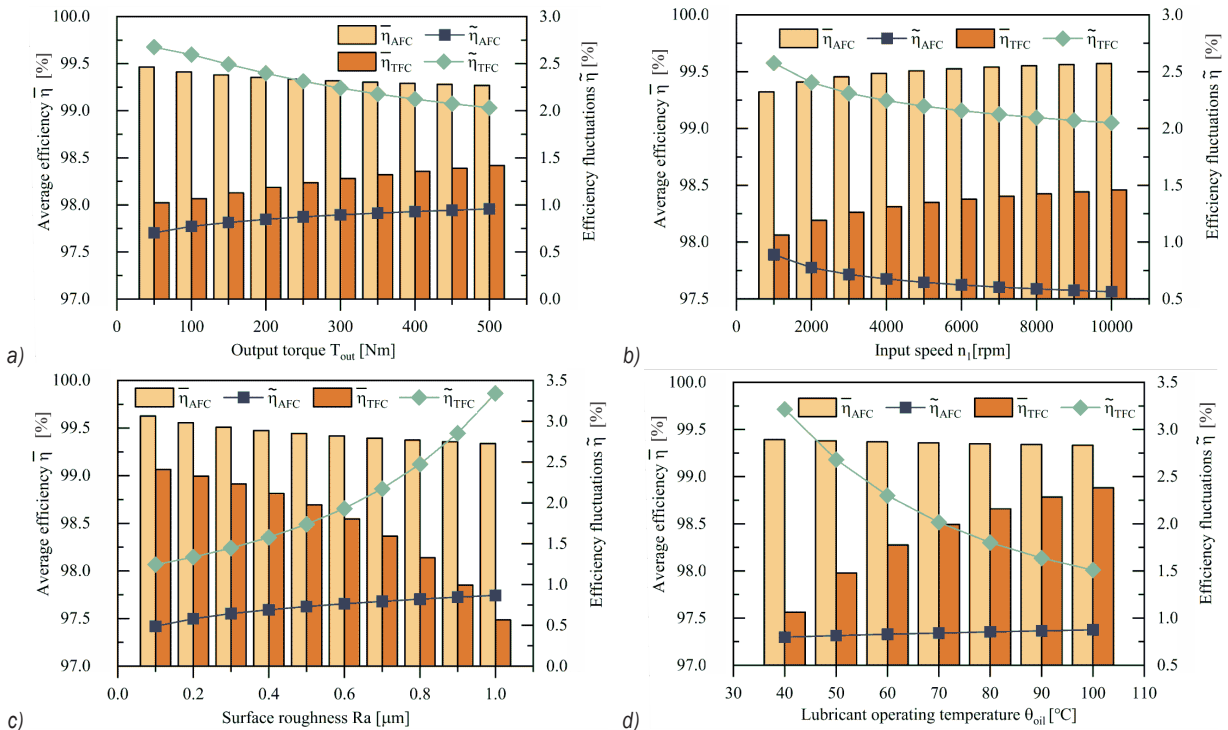 100.0
99.5
99.0
98.5
98.0
97.5
97.0
Average efficiency η̅ [%]
η̅AFC η̃AFC
η̅TFC η̃TFC
3.0
2.5
2.0
1.5
1.0
0.5
0.0
Efficiency fluctuations η̃ [%]
0 100 200 300 400 500
Output torque Tout [Nm]
a)
100.0
99.5
99.0
98.5
98.0
97.5
Average efficiency η̅ [%]
η̅AFC η̃AFC η̅TFC η̃TFC
3.0
2.5
2.0
1.5
1.0
0.5
Efficiency fluctuations η̃ [%]
0 2000 4000 6000 8000 10000
Input speed n1[rpm]
b)
100.0
99.5
99.0
98.5
98.0
97.5
97.0
Average efficiency η̅ [%]
η̅AFC η̃AFC η̅TFC η̃TFC
3.5
3.0
2.5
2.0
1.5
1.0
0.5
0.0
Efficiency fluctuations η̃ [%]
0.0 0.2 0.4 0.6 0.8 1.0
Surface roughness Ra [μm]
c)
100.0
99.5
99.0
98.5
98.0
97.5
97.0
Average efficiency η̅ [%]
η̅AFC η̃AFC η̅TFC η̃TFC
3.5
3.0
2.5
2.0
1.5
1.0
0.5
Efficiency fluctuations η̃ [%]
30 40 50 60 70 80 90 100 110
Lubricant operating temperature θoil [°C]
d)